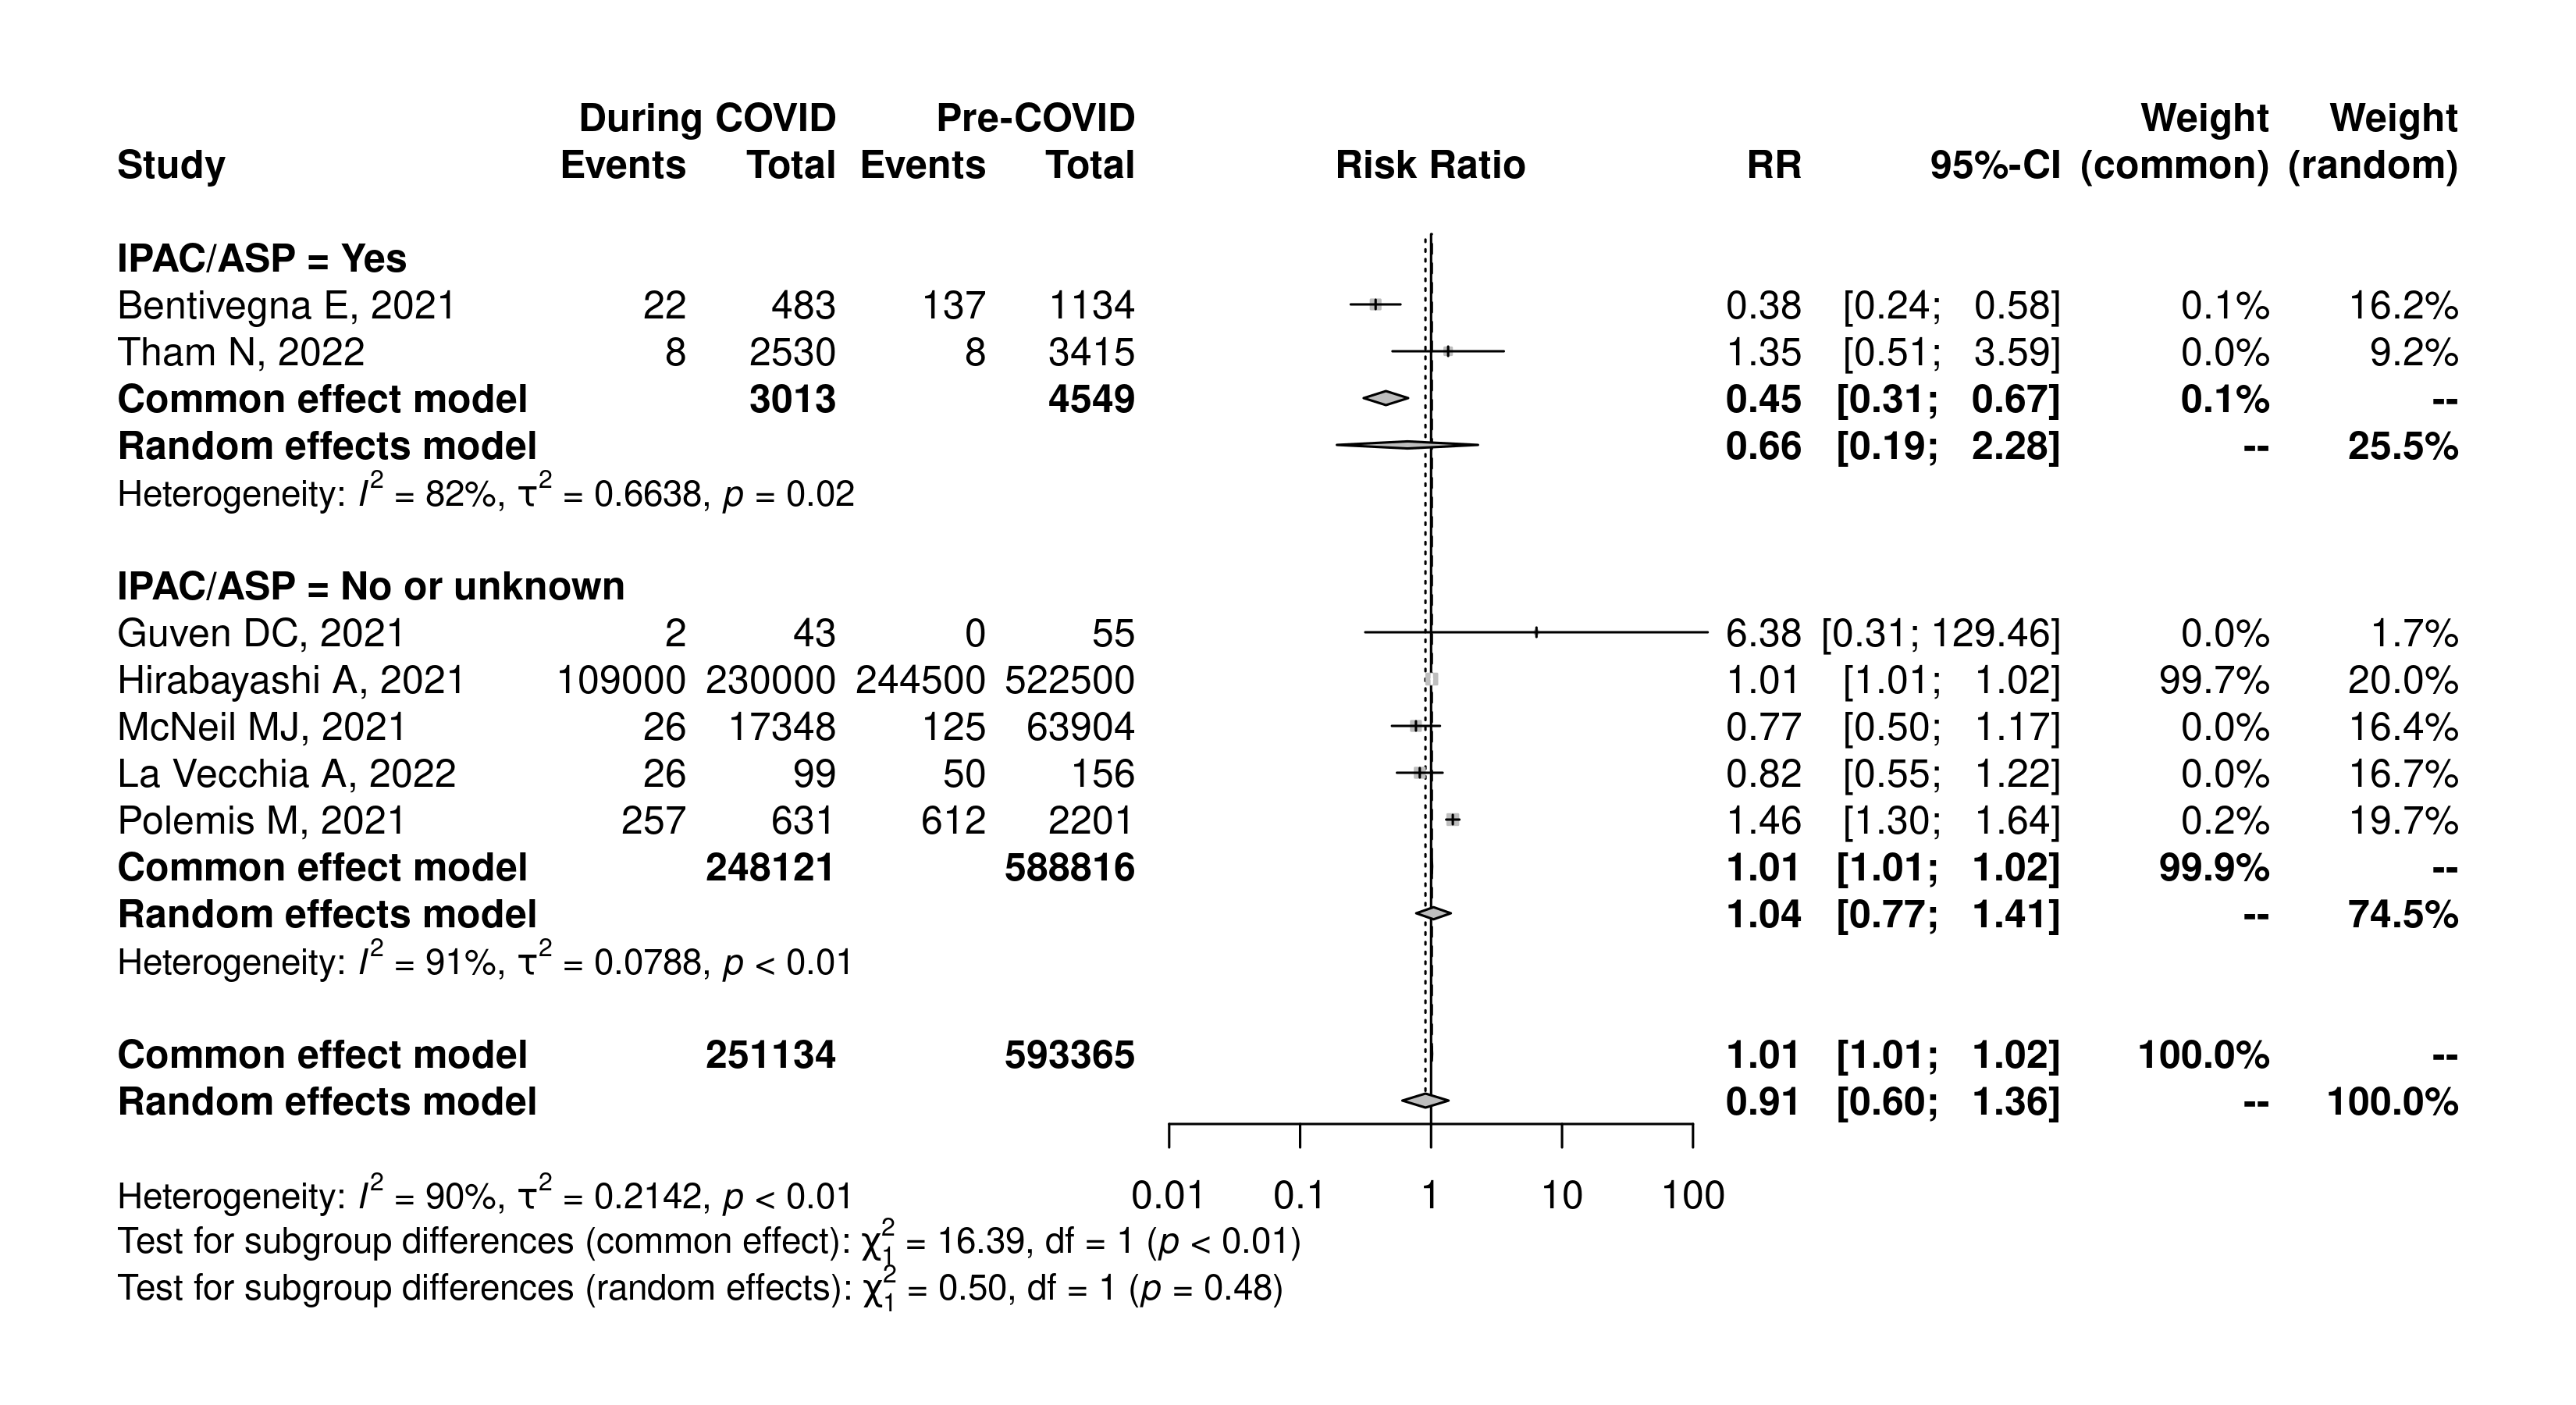 During COVID Pre-COVID Weight Weight
Study Events Total Events Total Risk Ratio RR 95%-CI (common) (random)
IPAC/ASP = Yes
Bentivegna E, 2021 22 483 137 1134 0.38 [0.24; 0.58] 0.1% 16.2%
Tham N, 2022 8 2530 8 3415 1.35 [0.51; 3.59] 0.0% 9.2%
Common effect model 3013 4549 0.45 [0.31; 0.67] 0.1% --
Random effects model 0.66 [0.19; 2.28] -- 25.5%
Heterogeneity: I² = 82%, τ² = 0.6638, p = 0.02
IPAC/ASP = No or unknown
Guven DC, 2021 2 43 0 55 6.38 [0.31; 129.46] 0.0% 1.7%
Hirabayashi A, 2021 109000 230000 244500 522500 1.01 [1.01; 1.02] 99.7% 20.0%
McNeil MJ, 2021 26 17348 125 63904 0.77 [0.50; 1.17] 0.0% 16.4%
La Vecchia A, 2022 26 99 50 156 0.82 [0.55; 1.22] 0.0% 16.7%
Polemis M, 2021 257 631 612 2201 1.46 [1.30; 1.64] 0.2% 19.7%
Common effect model 248121 588816 1.01 [1.01; 1.02] 99.9% --
Random effects model 1.04 [0.77; 1.41] -- 74.5%
Heterogeneity: I² = 91%, τ² = 0.0788, p < 0.01
Common effect model 251134 593365 1.01 [1.01; 1.02] 100.0% --
Random effects model 0.91 [0.60; 1.36] -- 100.0%
Heterogeneity: I² = 90%, τ² = 0.2142, p < 0.01 0.01 0.1 1 10 100
Test for subgroup differences (common effect): χ²₁ = 16.39, df = 1 (p < 0.01)
Test for subgroup differences (random effects): χ²₁ = 0.50, df = 1 (p = 0.48)